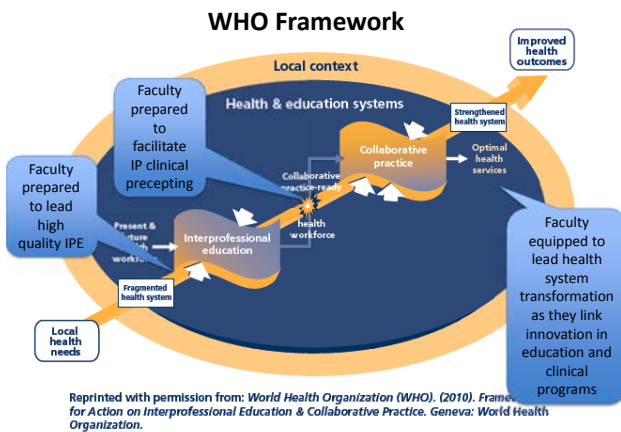 WHO Framework
Improved
health
outcomes
Local context
Faculty
prepared
to
facilitate
IP clinical
precepting
Health & education systems
Strengthened
health system
Collaborative
practice
Optimal
health
services
Faculty
prepared
to lead
high
quality IPE
Collaborative
practice-ready
health
workforce
Present &
workforce
Interprofessional
education
Fragmented
health system
Local
health
needs
Faculty
equipped to
lead health
system
transformation
as they link
innovation in
education and
clinical
programs
Reprinted with permission from: World Health Organization (WHO). (2010).
for Action on Interprofessional Education & Collaborative Practice. Geneva: World Health
Organization.